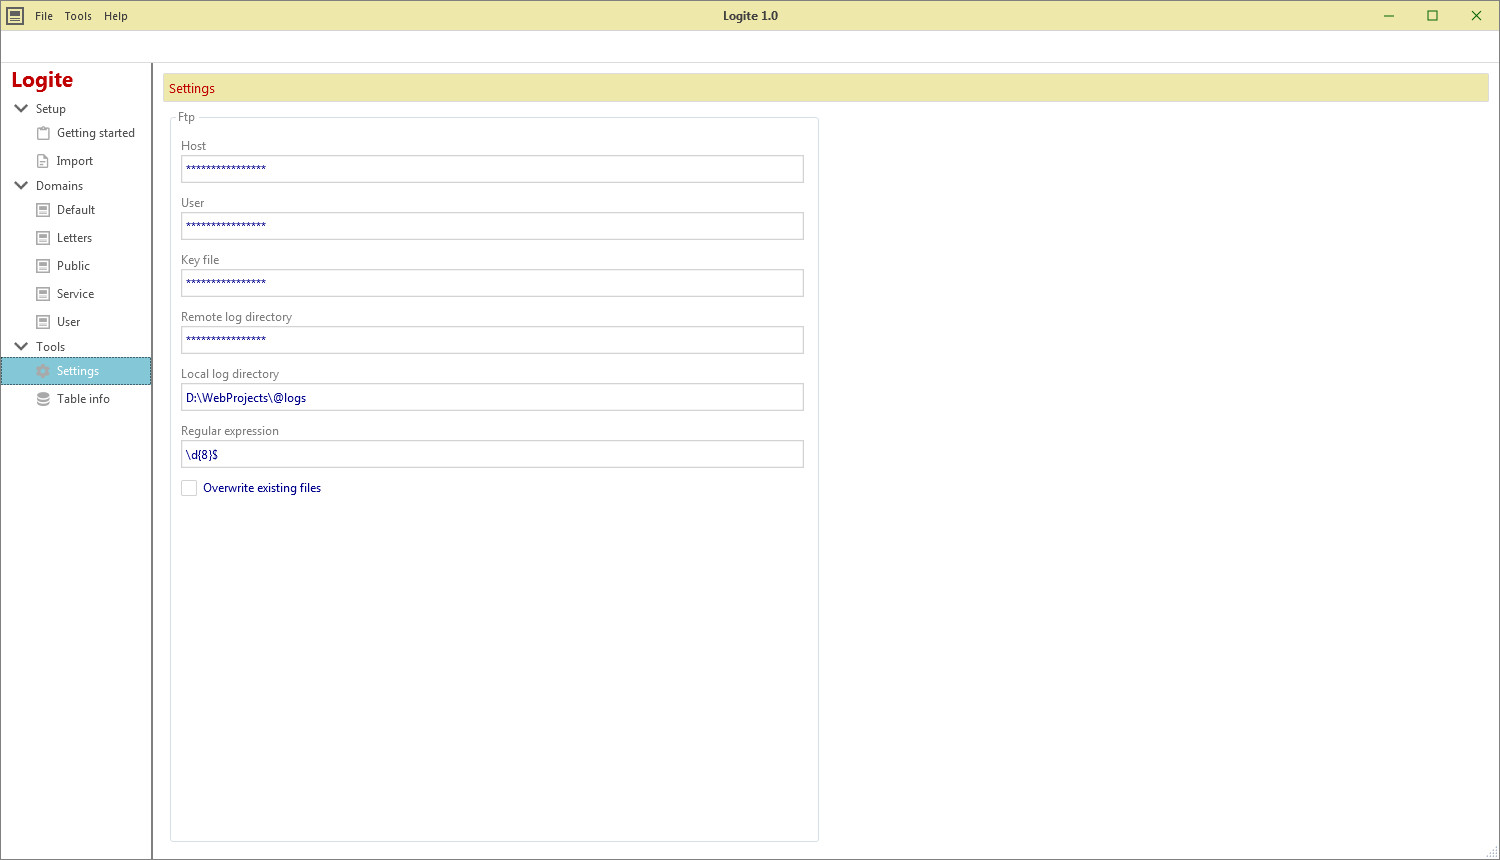 File Tools Help
Logite 1.0
Logite
Setup
Getting started
Import
Domains
Default
Letters
Public
Service
User
Tools
Settings
Table info
Settings
Ftp
Host
****************
User
****************
Key file
****************
Remote log directory
****************
Local log directory
D:\WebProjects\@logs
Regular expression
\d{8}$
Overwrite existing files